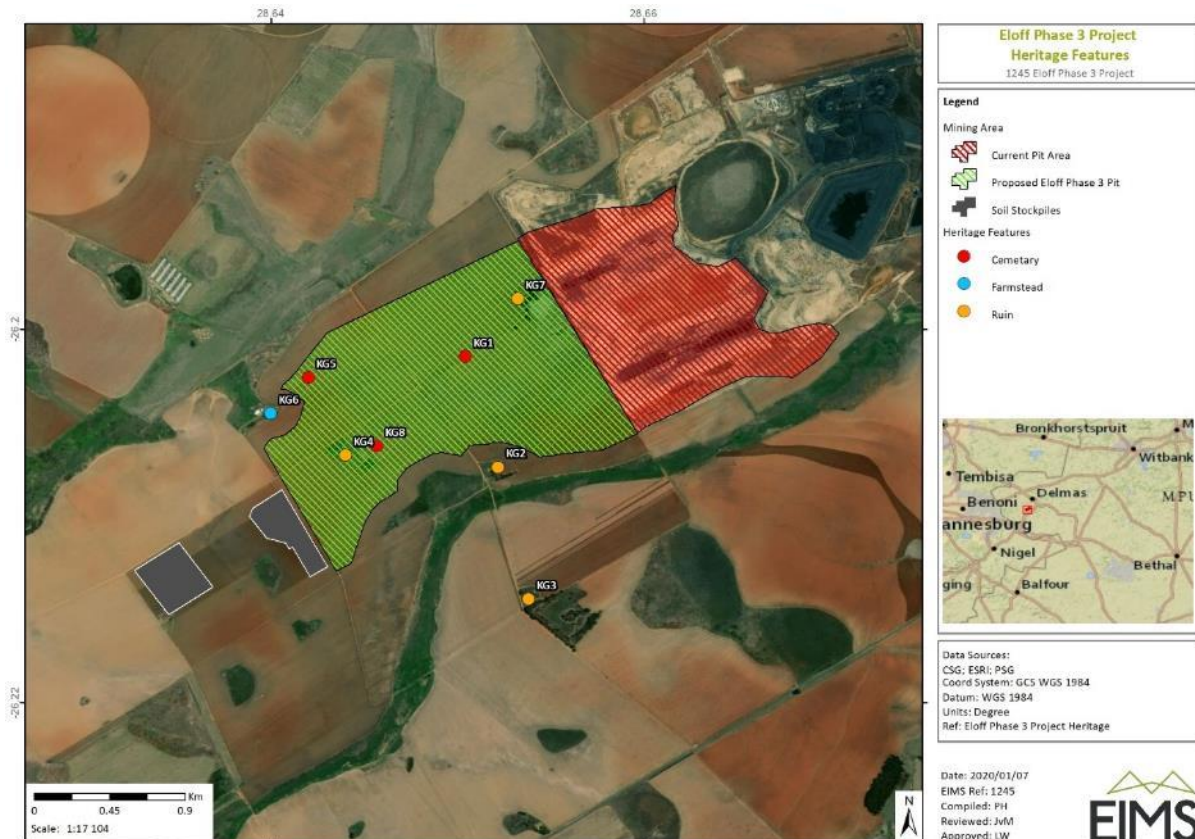 28.64
28.66
-26.2
-26.22
KG7
KG1
KG5
KG6
KG4
KG8
KG2
KG3
0 0.45 0.9 Km
Scale: 1:17 104
N
Eloff Phase 3 Project
Heritage Features
1245 Eloff Phase 3 Project
Legend
Mining Area
Current Pit Area
Proposed Eloff Phase 3 Pit
Soil Stockpiles
Heritage Features
Cemetary
Farmstead
Ruin
Bronkhorstspruit
M
Witbank
Tembisa
Delmas
M P U
Benoni
annesburg
Nigel
Bethal
ging
Balfour
Data Sources:
CSG; ESRI; PSG
Coord System: GCS WGS 1984
Datum: WGS 1984
Units: Degree
Ref: Eloff Phase 3 Project Heritage
Date: 2020/01/07
EIMS Ref: 1245
Compiled: PH
Reviewed: JvM
Approved: LW
EIMS